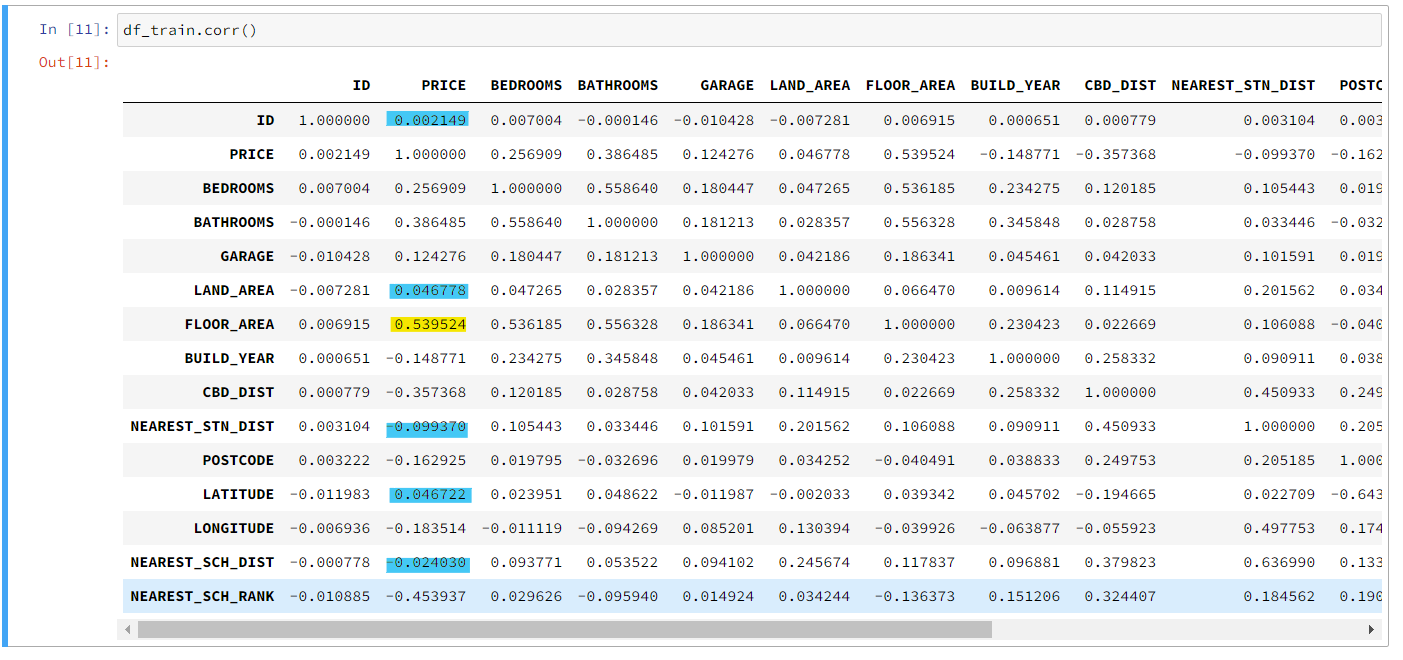 In [11]: df_train.corr()
Out[11]:
ID PRICE BEDROOMS BATHROOMS GARAGE LAND_AREA FLOOR_AREA BUILD_YEAR CBD_DIST NEAREST_STN_DIST POSTC
ID 1.000000 0.002149 0.007004 -0.000146 -0.010428 -0.007281 0.006915 0.000651 0.000779 0.003104 0.003
PRICE 0.002149 1.000000 0.256909 0.386485 0.124276 0.046778 0.539524 -0.148771 -0.357368 -0.099370 -0.162
BEDROOMS 0.007004 0.256909 1.000000 0.558640 0.180447 0.047265 0.536185 0.234275 0.120185 0.105443 0.019
BATHROOMS -0.000146 0.386485 0.558640 1.000000 0.181213 0.028357 0.556328 0.345848 0.028758 0.033446 -0.032
GARAGE -0.010428 0.124276 0.180447 0.181213 1.000000 0.042186 0.186341 0.045461 0.042033 0.101591 0.019
LAND_AREA -0.007281 0.046778 0.047265 0.028357 0.042186 1.000000 0.066470 0.009614 0.114915 0.201562 0.034
FLOOR_AREA 0.006915 0.539524 0.536185 0.556328 0.186341 0.066470 1.000000 0.230423 0.022669 0.106088 -0.040
BUILD_YEAR 0.000651 -0.148771 0.234275 0.345848 0.045461 0.009614 0.230423 1.000000 0.258332 0.090911 0.038
CBD_DIST 0.000779 -0.357368 0.120185 0.028758 0.042033 0.114915 0.022669 0.258332 1.000000 0.450933 0.249
NEAREST_STN_DIST 0.003104 -0.099370 0.105443 0.033446 0.101591 0.201562 0.106088 0.090911 0.450933 1.000000 0.205
POSTCODE 0.003222 -0.162925 0.019795 -0.032696 0.019979 0.034252 -0.040491 0.038833 0.249753 0.205185 1.000
LATITUDE -0.011983 0.046722 0.023951 0.048622 -0.011987 -0.002033 0.039342 0.045702 -0.194665 0.022709 -0.643
LONGITUDE -0.006936 -0.183514 -0.011119 -0.094269 0.085201 0.130394 -0.039926 -0.063877 -0.055923 0.497753 0.174
NEAREST_SCH_DIST -0.000778 -0.024030 0.093771 0.053522 0.094102 0.245674 0.117837 0.096881 0.379823 0.636990 0.133
NEAREST_SCH_RANK -0.010885 -0.453937 0.029626 -0.095940 0.014924 0.034244 -0.136373 0.151206 0.324407 0.184562 0.190